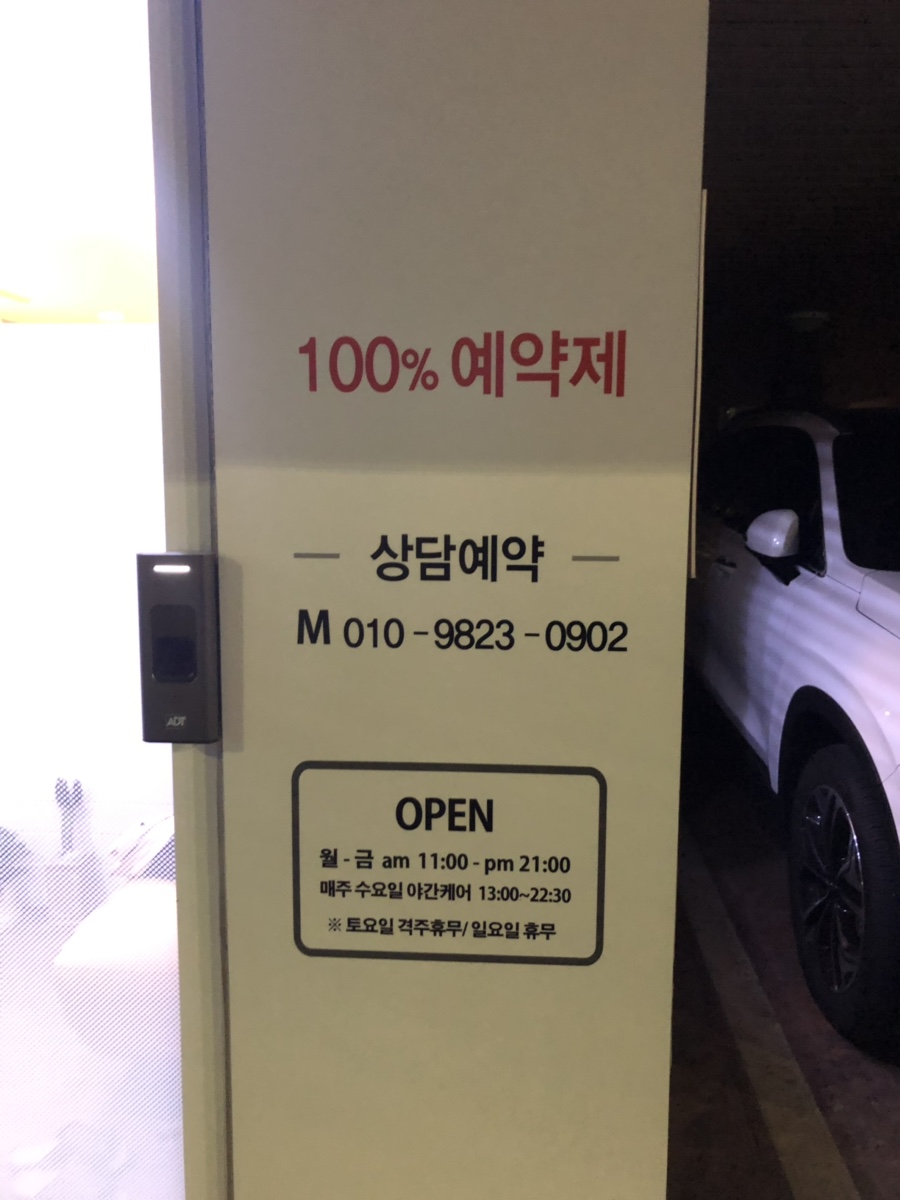 100% 예약제
상담예약
M 010-9823-0902
ADT
OPEN
월-금 am 11:00 - pm 21:00
매주 수요일 야간케어 13:00~22:30
※ 토요일 격주휴무/ 일요일 휴무